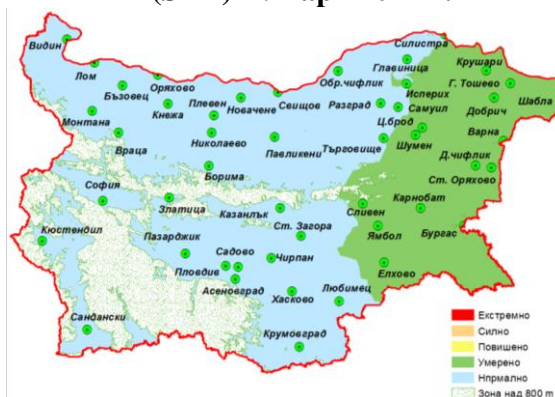 Видин
Силистра
Лом
Главиница
Крушари
Бъзовец
Оряхово
Обр.чифлик
Исперих
Г. Тошево
Кнежа
Плевен
Новачене
Свищов
Разград
Самуил
Шабла
Монтана
Ц.брод
Добрич
Враца
Николаево
Павликени
Търговище
Шумен
Варна
Борима
Д.чифлик
София
Ст. Оряхово
Златица
Казанлък
Сливен
Карнобат
Кюстендил
Ст. Загора
Ямбол
Бургас
Пазарджик
Садово
Чирпан
Пловдив
Елхово
Асеновград
Хасково
Любимец
Сандански
Крумовград
Екстремно
Силно
Повишено
Умерено
Нпрмално
Зона над 800 m